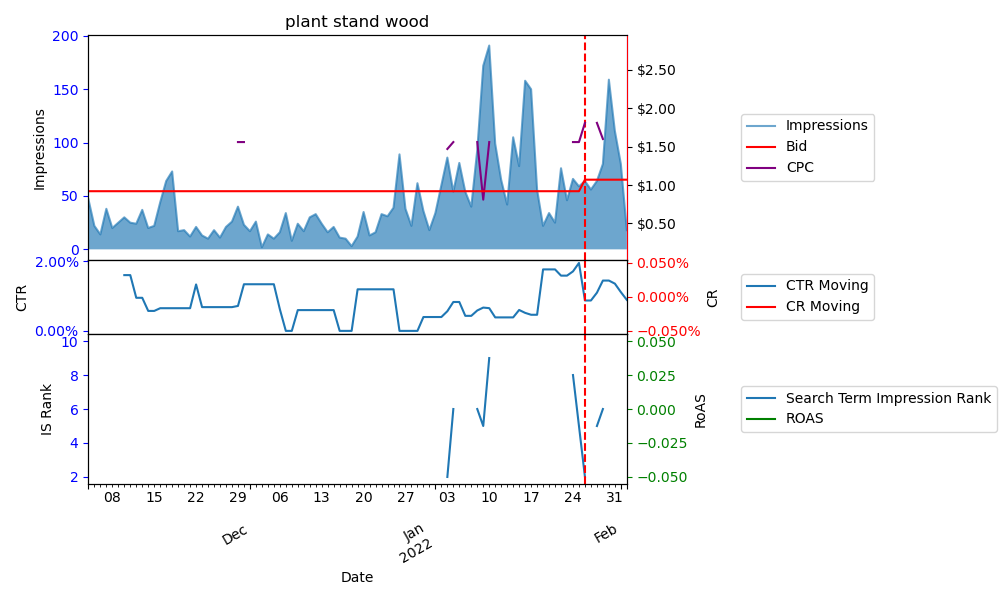 plant stand wood
200
150
100
50
0
Impressions
$2.50
$2.00
$1.50
$1.00
$0.50
Impressions
Bid
CPC
2.00%
0.00%
CTR
0.050%
0.000%
−0.050%
CR
CTR Moving
CR Moving
10
8
6
4
2
IS Rank
0.050
0.025
0.000
−0.025
−0.050
RoAS
Search Term Impression Rank
ROAS
08 15 22 29 06 13 20 27 03 10 17 24 31
Dec Jan Feb
2022
Date